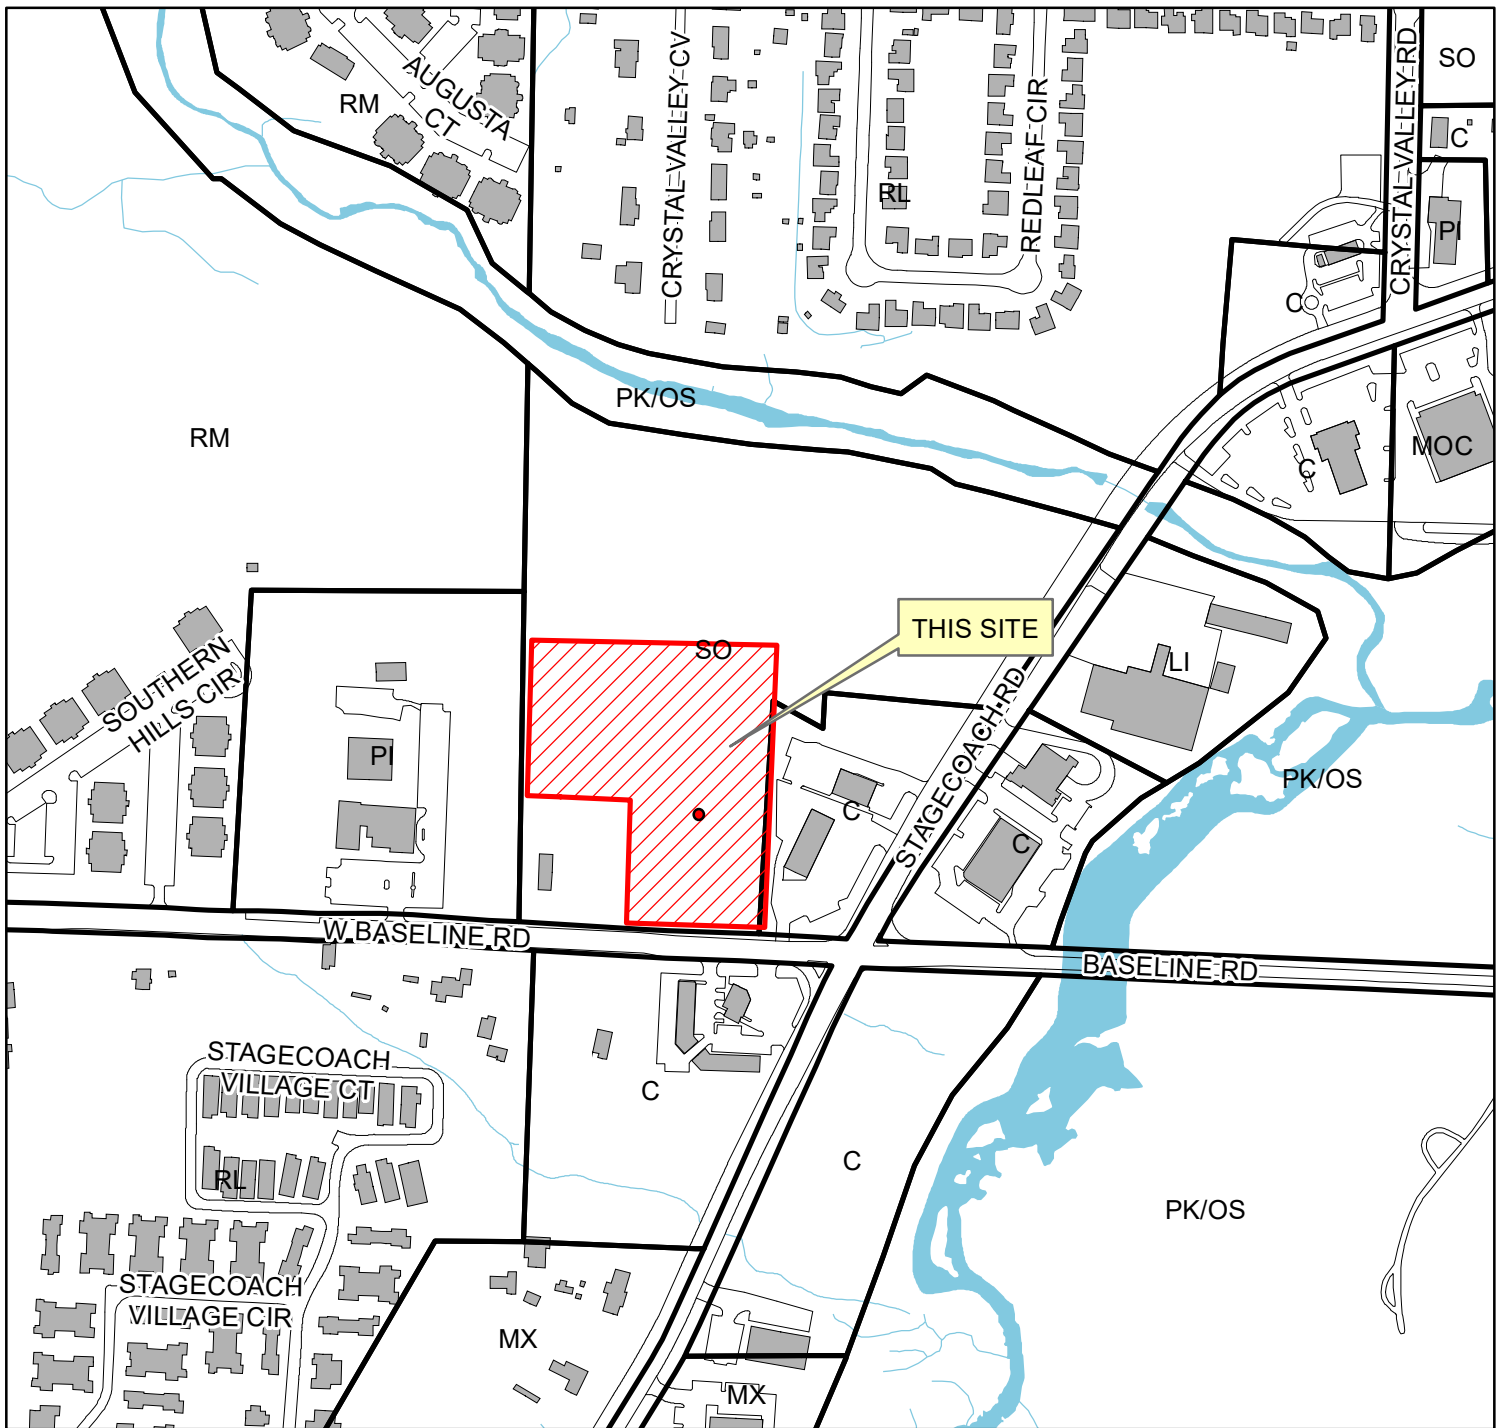 SO
AUGUSTA
CT
RM
C
CRYSTAL VALLEY CV
CRYSTAL VALLEY RD
REDLEAF CIR
RL
PI
C
PK/OS
RM
MOC
C
THIS SITE
SO
LI
SOUTHERN
HILLS CIR
STAGECOACH RD
PI
PK/OS
C
C
W BASELINE RD
BASELINE RD
STAGECOACH
VILLAGE CT
C
C
RL
PK/OS
STAGECOACH
VILLAGE CIR
MX
MX